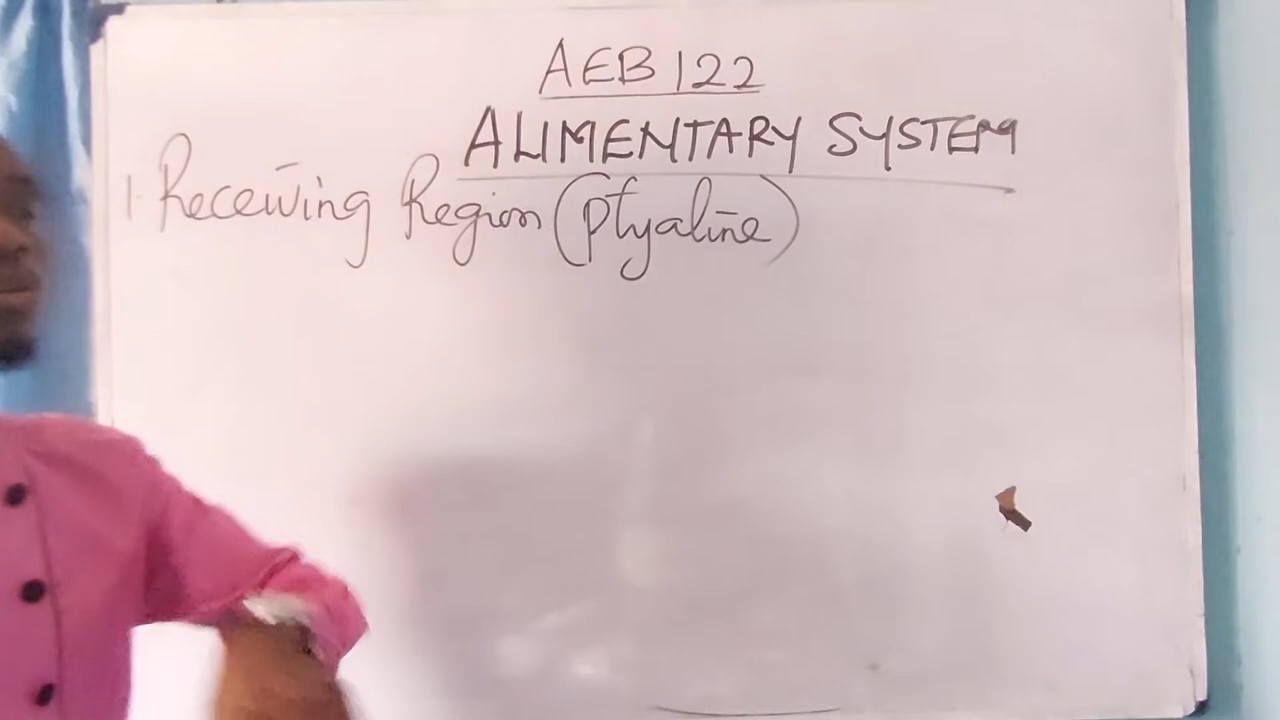 AEB 122
ALIMENTARY SYSTEM
1. Receiving Region (Ptyaline)